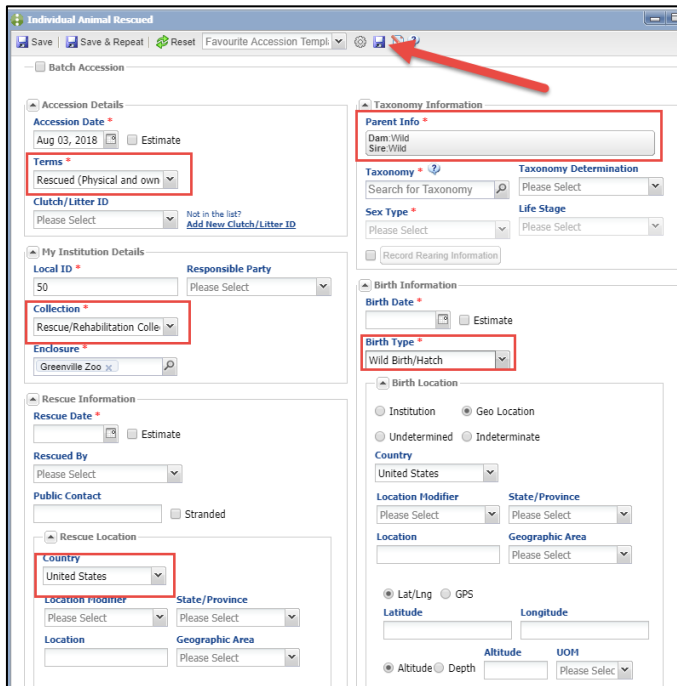 Individual Animal Rescued
Save | Save & Repeat | Reset Favourite Accession Templ
Batch Accession
Accession Details
Accession Date *
Aug 03, 2018 Estimate
Terms *
Rescued (Physical and own
Clutch/Litter ID
Please Select
Not in the list?
Add New Clutch/Litter ID
My Institution Details
Local ID * Responsible Party
50 Please Select
Collection *
Rescue/Rehabilitation Colle
Enclosure *
Greenville Zoo x
Rescue Information
Rescue Date *
Estimate
Rescued By
Please Select
Public Contact
Stranded
Rescue Location
Country
United States
Location Modifier State/Province
Please Select Please Select
Location Geographic Area
Please Select
Taxonomy Information
Parent Info *
Dam:Wild
Sire:Wild
Taxonomy * Taxonomy Determination
Search for Taxonomy Please Select
Sex Type * Life Stage
Please Select Please Select
Record Rearing Information
Birth Information
Birth Date *
Estimate
Birth Type *
Wild Birth/Hatch
Birth Location
Institution Geo Location
Undetermined Indeterminate
Country
United States
Location Modifier State/Province
Please Select Please Select
Location Geographic Area
Please Select
Lat/Lng GPS
Latitude Longitude
Altitude UOM
Altitude Depth Please Selec